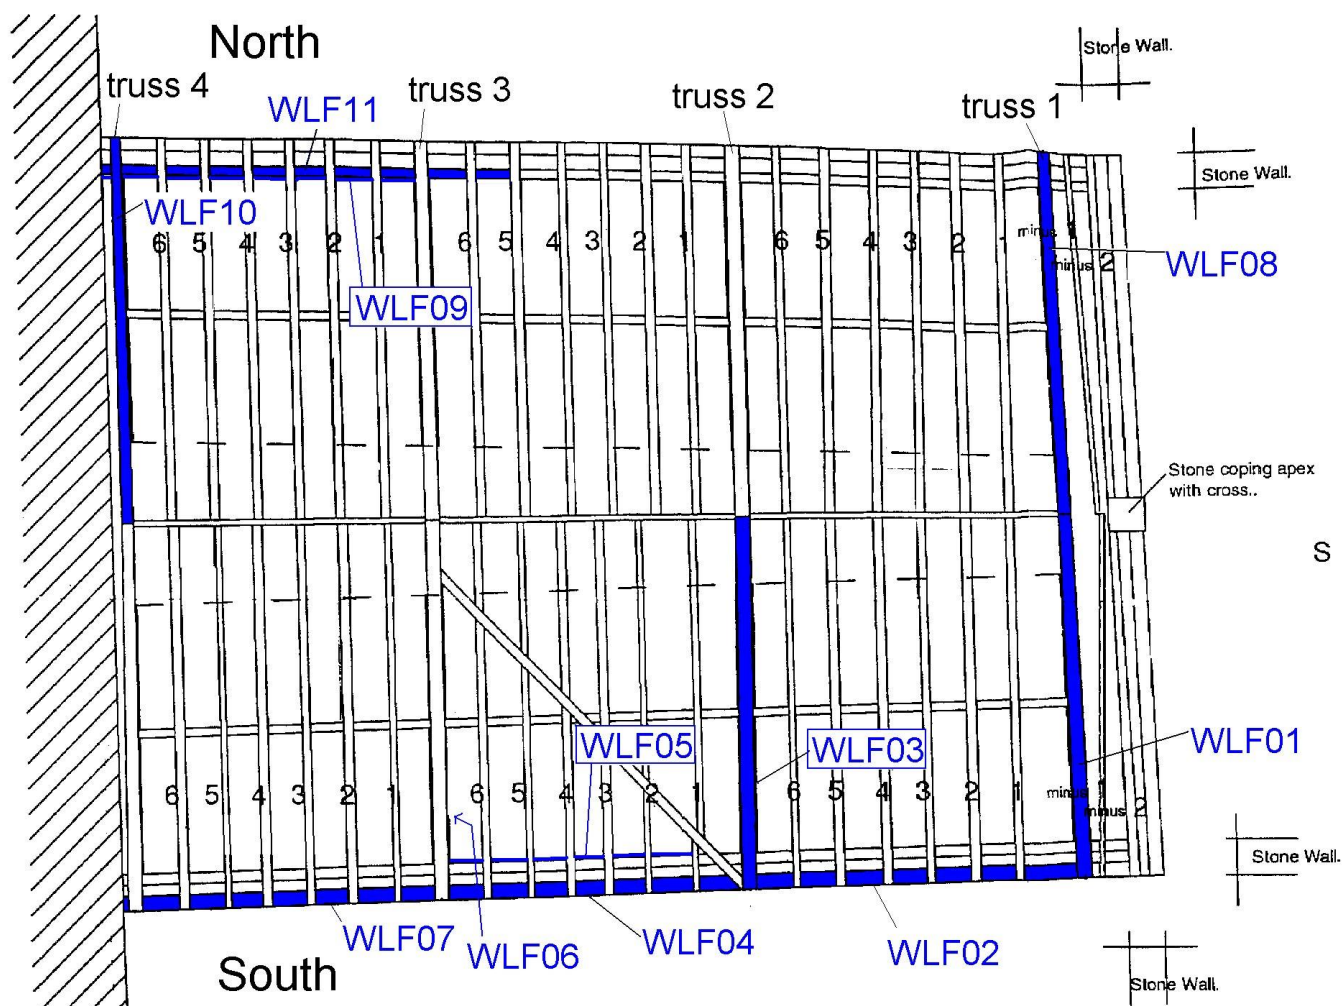 North
Stone Wall.
truss 4
truss 3
truss 2
truss 1
WLF11
Stone Wall.
WLF10
6 5 4 3 2 1 6 5 4 3 2 1 6 5 4 3 2 1 minus 1
minus 2
WLF08
WLF09
Stone coping apex
with cross..
S
WLF05
WLF03
WLF01
6 5 4 3 2 1 6 5 4 3 2 1 6 5 4 3 2 1 minus 1
minus 2
Stone Wall.
WLF07
WLF06
WLF04
WLF02
South
Stone Wall.